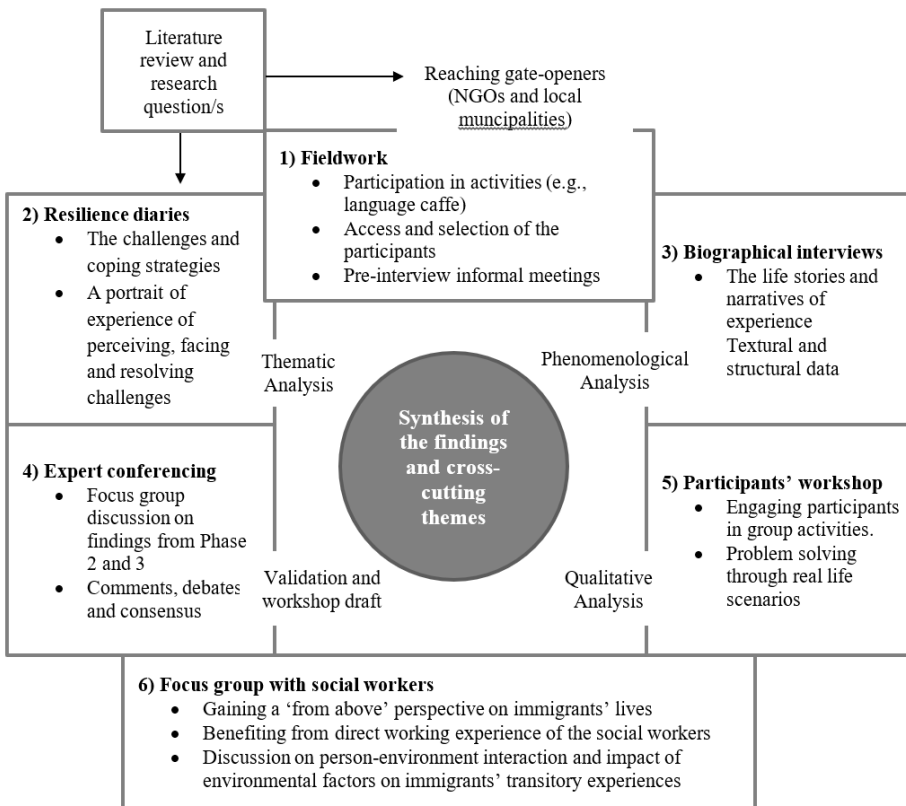 Literature
review and
research
question/s
Reaching gate-openers
(NGOs and local
muncipalities)
1) Fieldwork
• Participation in activities (e.g.,
language caffe)
• Access and selection of the
participants
• Pre-interview informal meetings
2) Resilience diaries
• The challenges and
coping strategies
• A portrait of
experience of
perceiving, facing
and resolving
challenges
3) Biographical interviews
• The life stories and
narratives of
experience
Textural and
structural data
Thematic
Analysis
Phenomenological
Analysis
Synthesis of
the findings
and cross-
cutting
themes
4) Expert conferencing
• Focus group
discussion on
findings from Phase
2 and 3
• Comments, debates
and consensus
5) Participants’ workshop
• Engaging participants
in group activities.
• Problem solving
through real life
scenarios
Validation and
workshop draft
Qualitative
Analysis
6) Focus group with social workers
• Gaining a ‘from above’ perspective on immigrants’ lives
• Benefiting from direct working experience of the social workers
• Discussion on person-environment interaction and impact of
environmental factors on immigrants’ transitory experiences